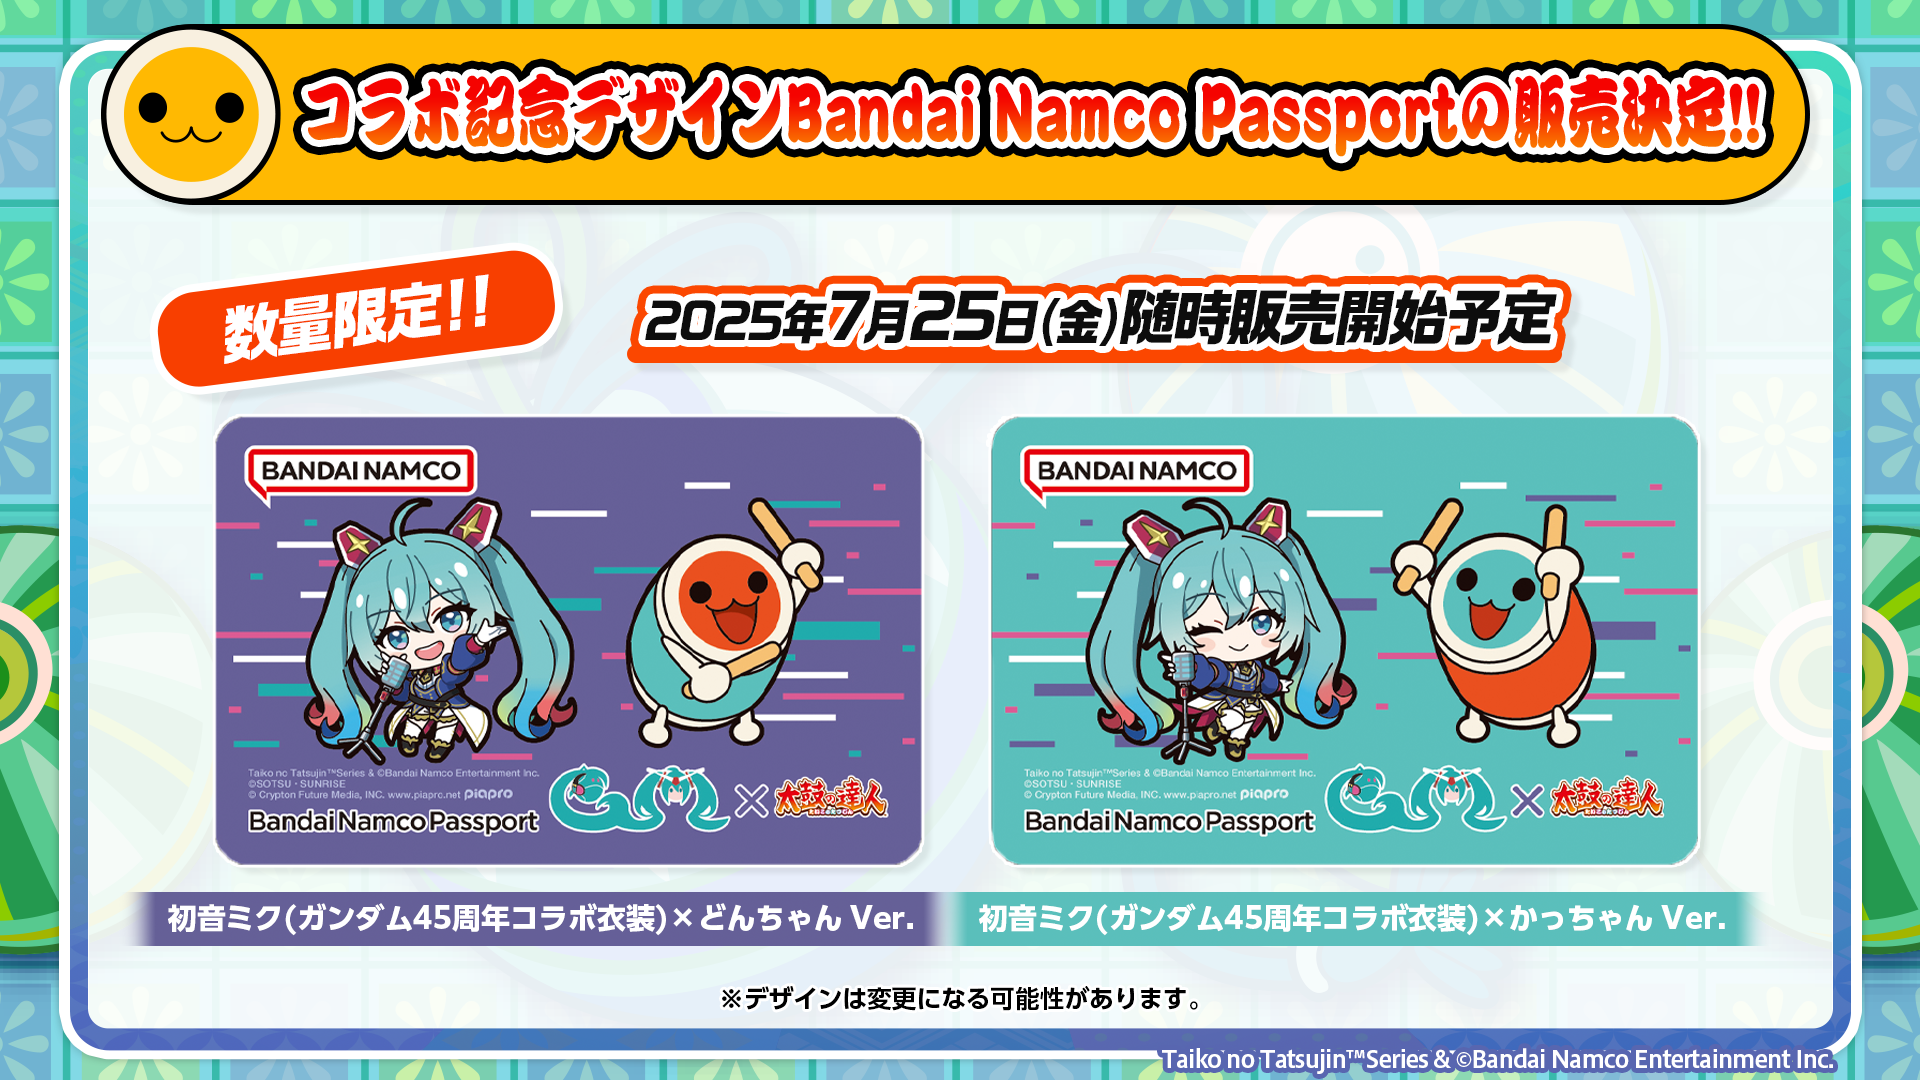 コラボ記念デザインBandai Namco Passportの販売決定!!
数量限定!!
2025年7月25日(金)随時販売開始予定
BANDAI NAMCO
Taiko no Tatsujin™Series & ©Bandai Namco Entertainment Inc.
©SOTSU・SUNRISE
© Crypton Future Media, INC. www.piapro.net piapro
Bandai Namco Passport
GM × 太鼓の達人
BANDAI NAMCO
Taiko no Tatsujin™Series & ©Bandai Namco Entertainment Inc.
©SOTSU・SUNRISE
© Crypton Future Media, INC. www.piapro.net piapro
Bandai Namco Passport
GM × 太鼓の達人
初音ミク(ガンダム45周年コラボ衣装)×どんちゃん Ver.
初音ミク(ガンダム45周年コラボ衣装)×かっちゃん Ver.
※デザインは変更になる可能性があります。
Taiko no Tatsujin™Series & ©Bandai Namco Entertainment Inc.